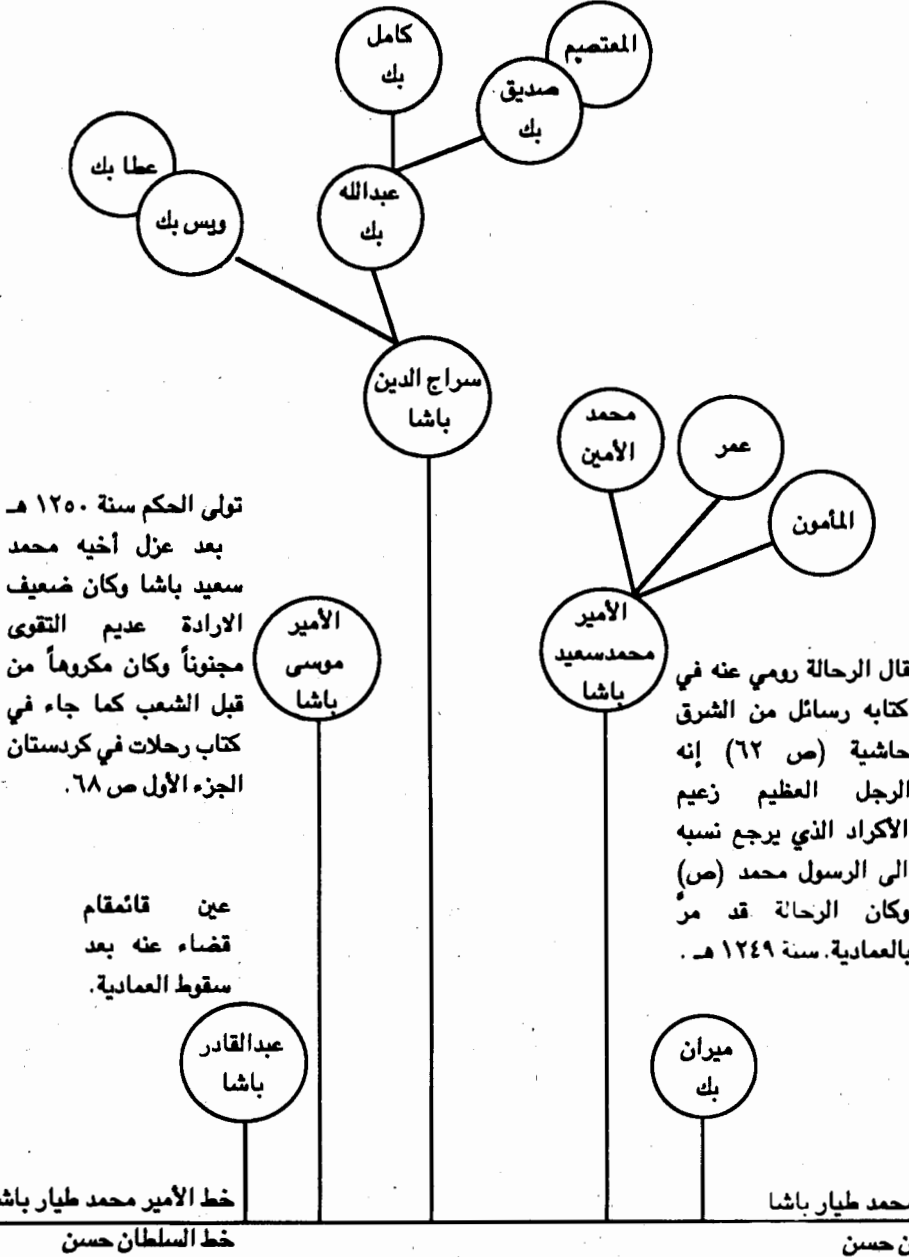 كامل
بك
المعتصم
صديق
بك
عطا بك
ويس بك
عبدالله
بك
سراج الدين
باشا
محمد
الأمين
عمر
المأمون
تولى الحكم سنة ١٢٥٠ هـ
بعد عزل أخيه محمد
سعيد باشا وكان ضعيف
الارادة عديم التقوى
مجنوناً وكان مكروهاً من
قبل الشعب كما جاء في
كتاب رحلات في كردستان
الجزء الأول ص ٦٨.
الأمير
موسى
باشا
الأمير
محمدسعيد
باشا
قال الرحالة رومي عنه في
كتابه رسائل من الشرق
حاشية (ص ٦٢) إنه
الرجل العظيم زعيم
الأكراد الذي يرجع نسبه
الى الرسول محمد (ص)
وكان الرحالة قد مرّ
بالعمادية. سنة ١٢٤٩ هـ.
عين قائمقام
قضاء عنه بعد
سقوط العمادية.
عبدالقادر
باشا
ميران
بك
محمد طيار باشا
خط الأمير محمد طيار باشا
ن حسن
خط السلطان حسن